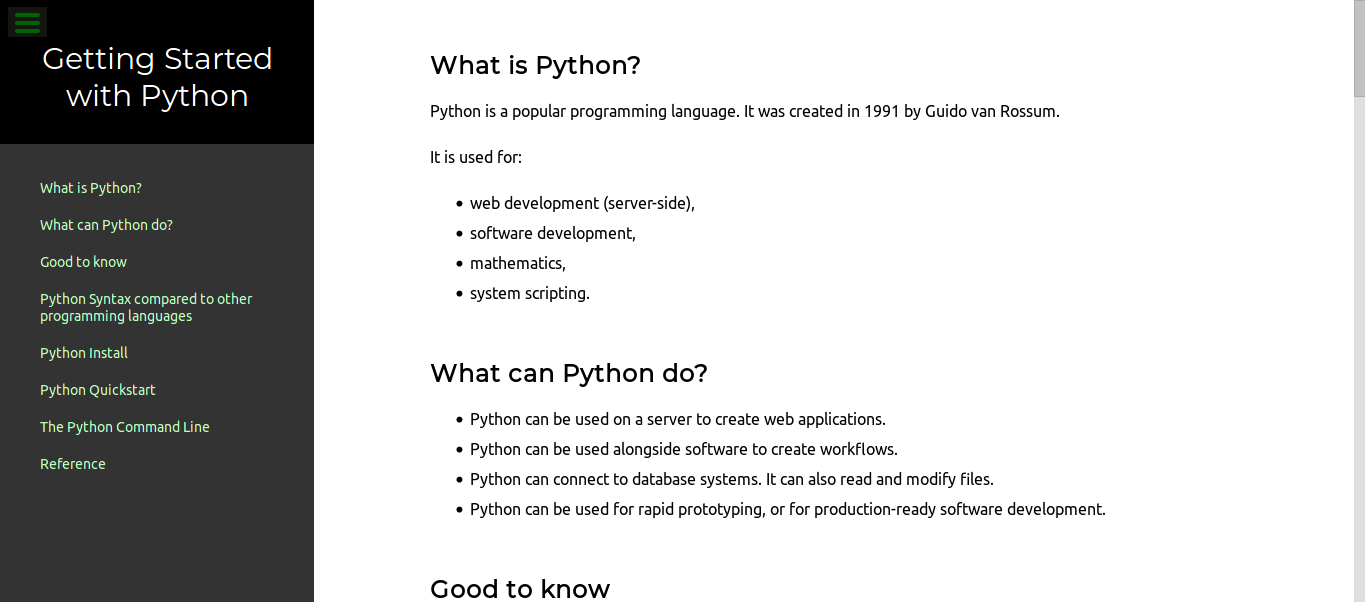 Getting Started
with Python
What is Python?
What can Python do?
Good to know
Python Syntax compared to other
programming languages
Python Install
Python Quickstart
The Python Command Line
Reference
What is Python?
Python is a popular programming language. It was created in 1991 by Guido van Rossum.
It is used for:
• web development (server-side),
• software development,
• mathematics,
• system scripting.
What can Python do?
• Python can be used on a server to create web applications.
• Python can be used alongside software to create workflows.
• Python can connect to database systems. It can also read and modify files.
• Python can be used for rapid prototyping, or for production-ready software development.
Good to know